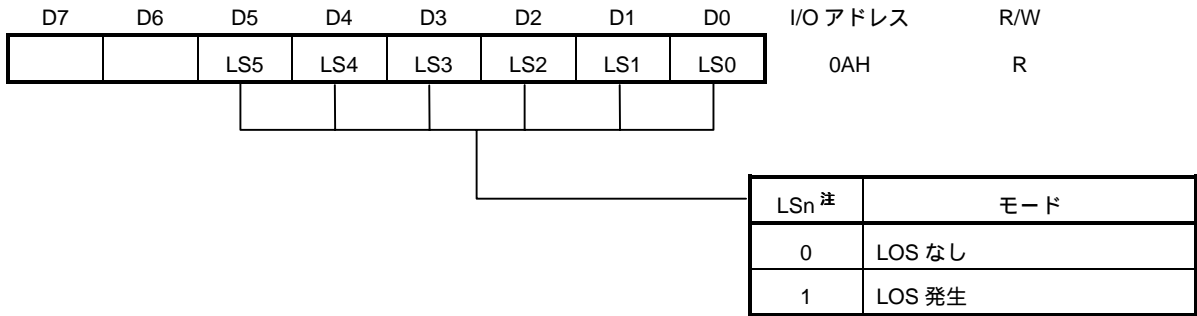 D7 D6 D5 D4 D3 D2 D1 D0 I/O アドレス R/W
LS5 LS4 LS3 LS2 LS1 LS0 0AH R
LSn 注 モード
0 LOS なし
1 LOS 発生